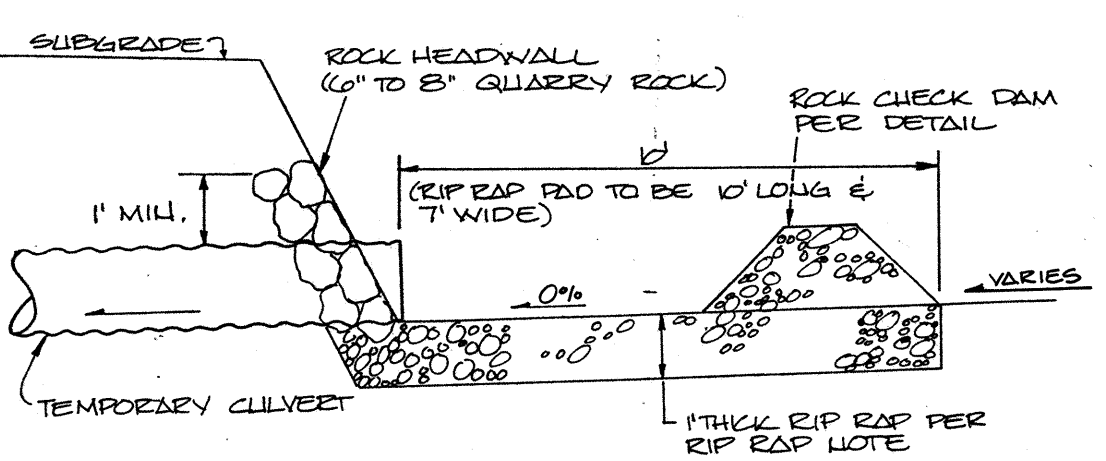 SUBGRADE
ROCK HEADWALL
(6" TO 8" QUARRY ROCK)
ROCK CHECK DAM
PER DETAIL
10'
(RIP RAP PAD TO BE 10' LONG &
7' WIDE)
1' MIN.
0%
VARIES
TEMPORARY CULVERT
1' THICK RIP RAP PER
RIP RAP NOTE